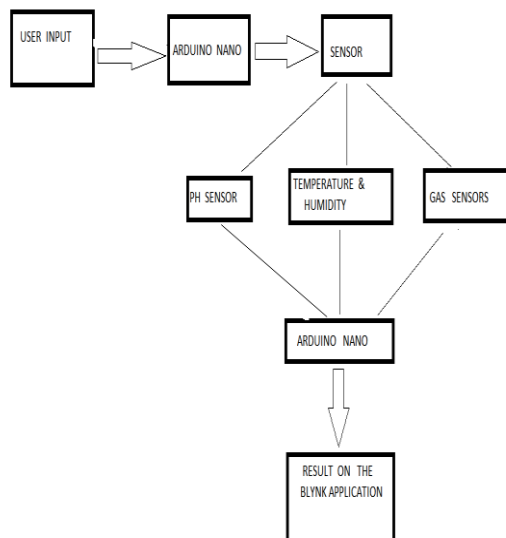 USER INPUT
ARDUINO NANO
SENSOR
PH SENSOR
TEMPERATURE &
HUMIDITY
GAS SENSORS
ARDUINO NANO
RESULT ON THE
BLYNK APPLICATION